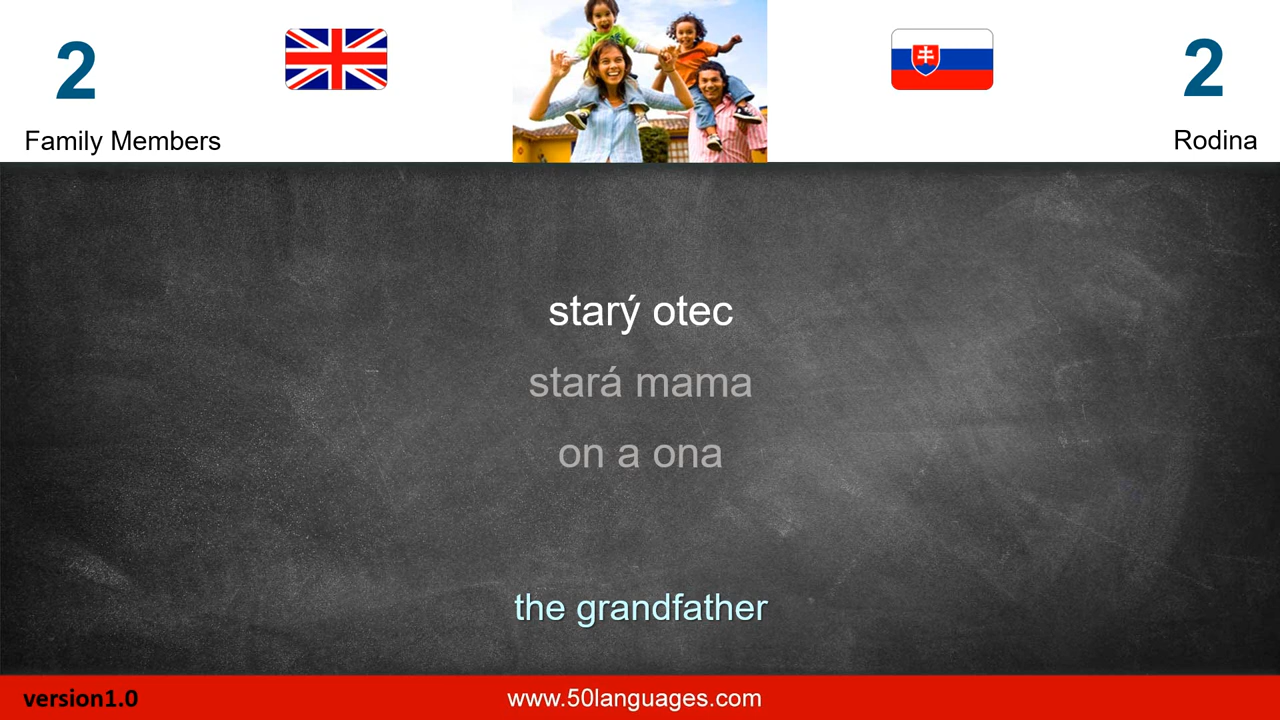 2
2
Family Members
Rodina
starý otec
stará mama
on a ona
the grandfather
version1.0
www.50languages.com